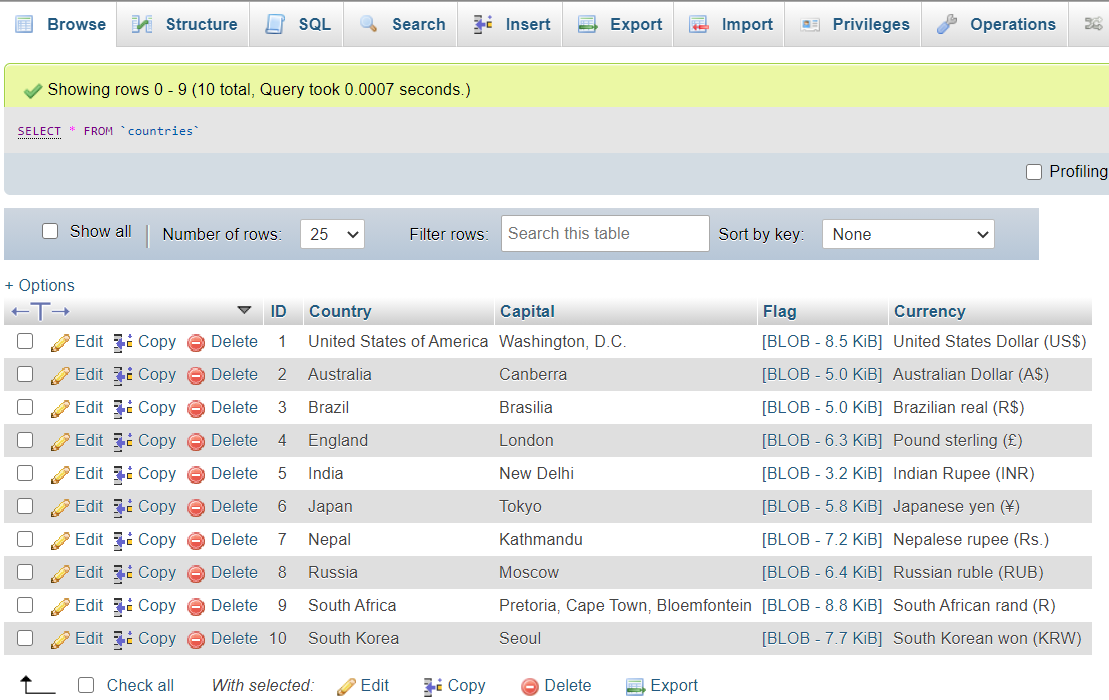 Browse Structure SQL Search Insert Export Import Privileges Operations
Showing rows 0 - 9 (10 total, Query took 0.0007 seconds.)
SELECT * FROM `countries`
Profiling
Show all Number of rows: 25 Filter rows: Search this table Sort by key: None
+ Options
←T→ ID Country Capital Flag Currency
Edit Copy Delete 1 United States of America Washington, D.C. [BLOB - 8.5 KiB] United States Dollar (US$)
Edit Copy Delete 2 Australia Canberra [BLOB - 5.0 KiB] Australian Dollar (A$)
Edit Copy Delete 3 Brazil Brasilia [BLOB - 5.0 KiB] Brazilian real (R$)
Edit Copy Delete 4 England London [BLOB - 6.3 KiB] Pound sterling (£)
Edit Copy Delete 5 India New Delhi [BLOB - 3.2 KiB] Indian Rupee (INR)
Edit Copy Delete 6 Japan Tokyo [BLOB - 5.8 KiB] Japanese yen (¥)
Edit Copy Delete 7 Nepal Kathmandu [BLOB - 7.2 KiB] Nepalese rupee (Rs.)
Edit Copy Delete 8 Russia Moscow [BLOB - 6.4 KiB] Russian ruble (RUB)
Edit Copy Delete 9 South Africa Pretoria, Cape Town, Bloemfontein [BLOB - 8.8 KiB] South African rand (R)
Edit Copy Delete 10 South Korea Seoul [BLOB - 7.7 KiB] South Korean won (KRW)
Check all With selected: Edit Copy Delete Export